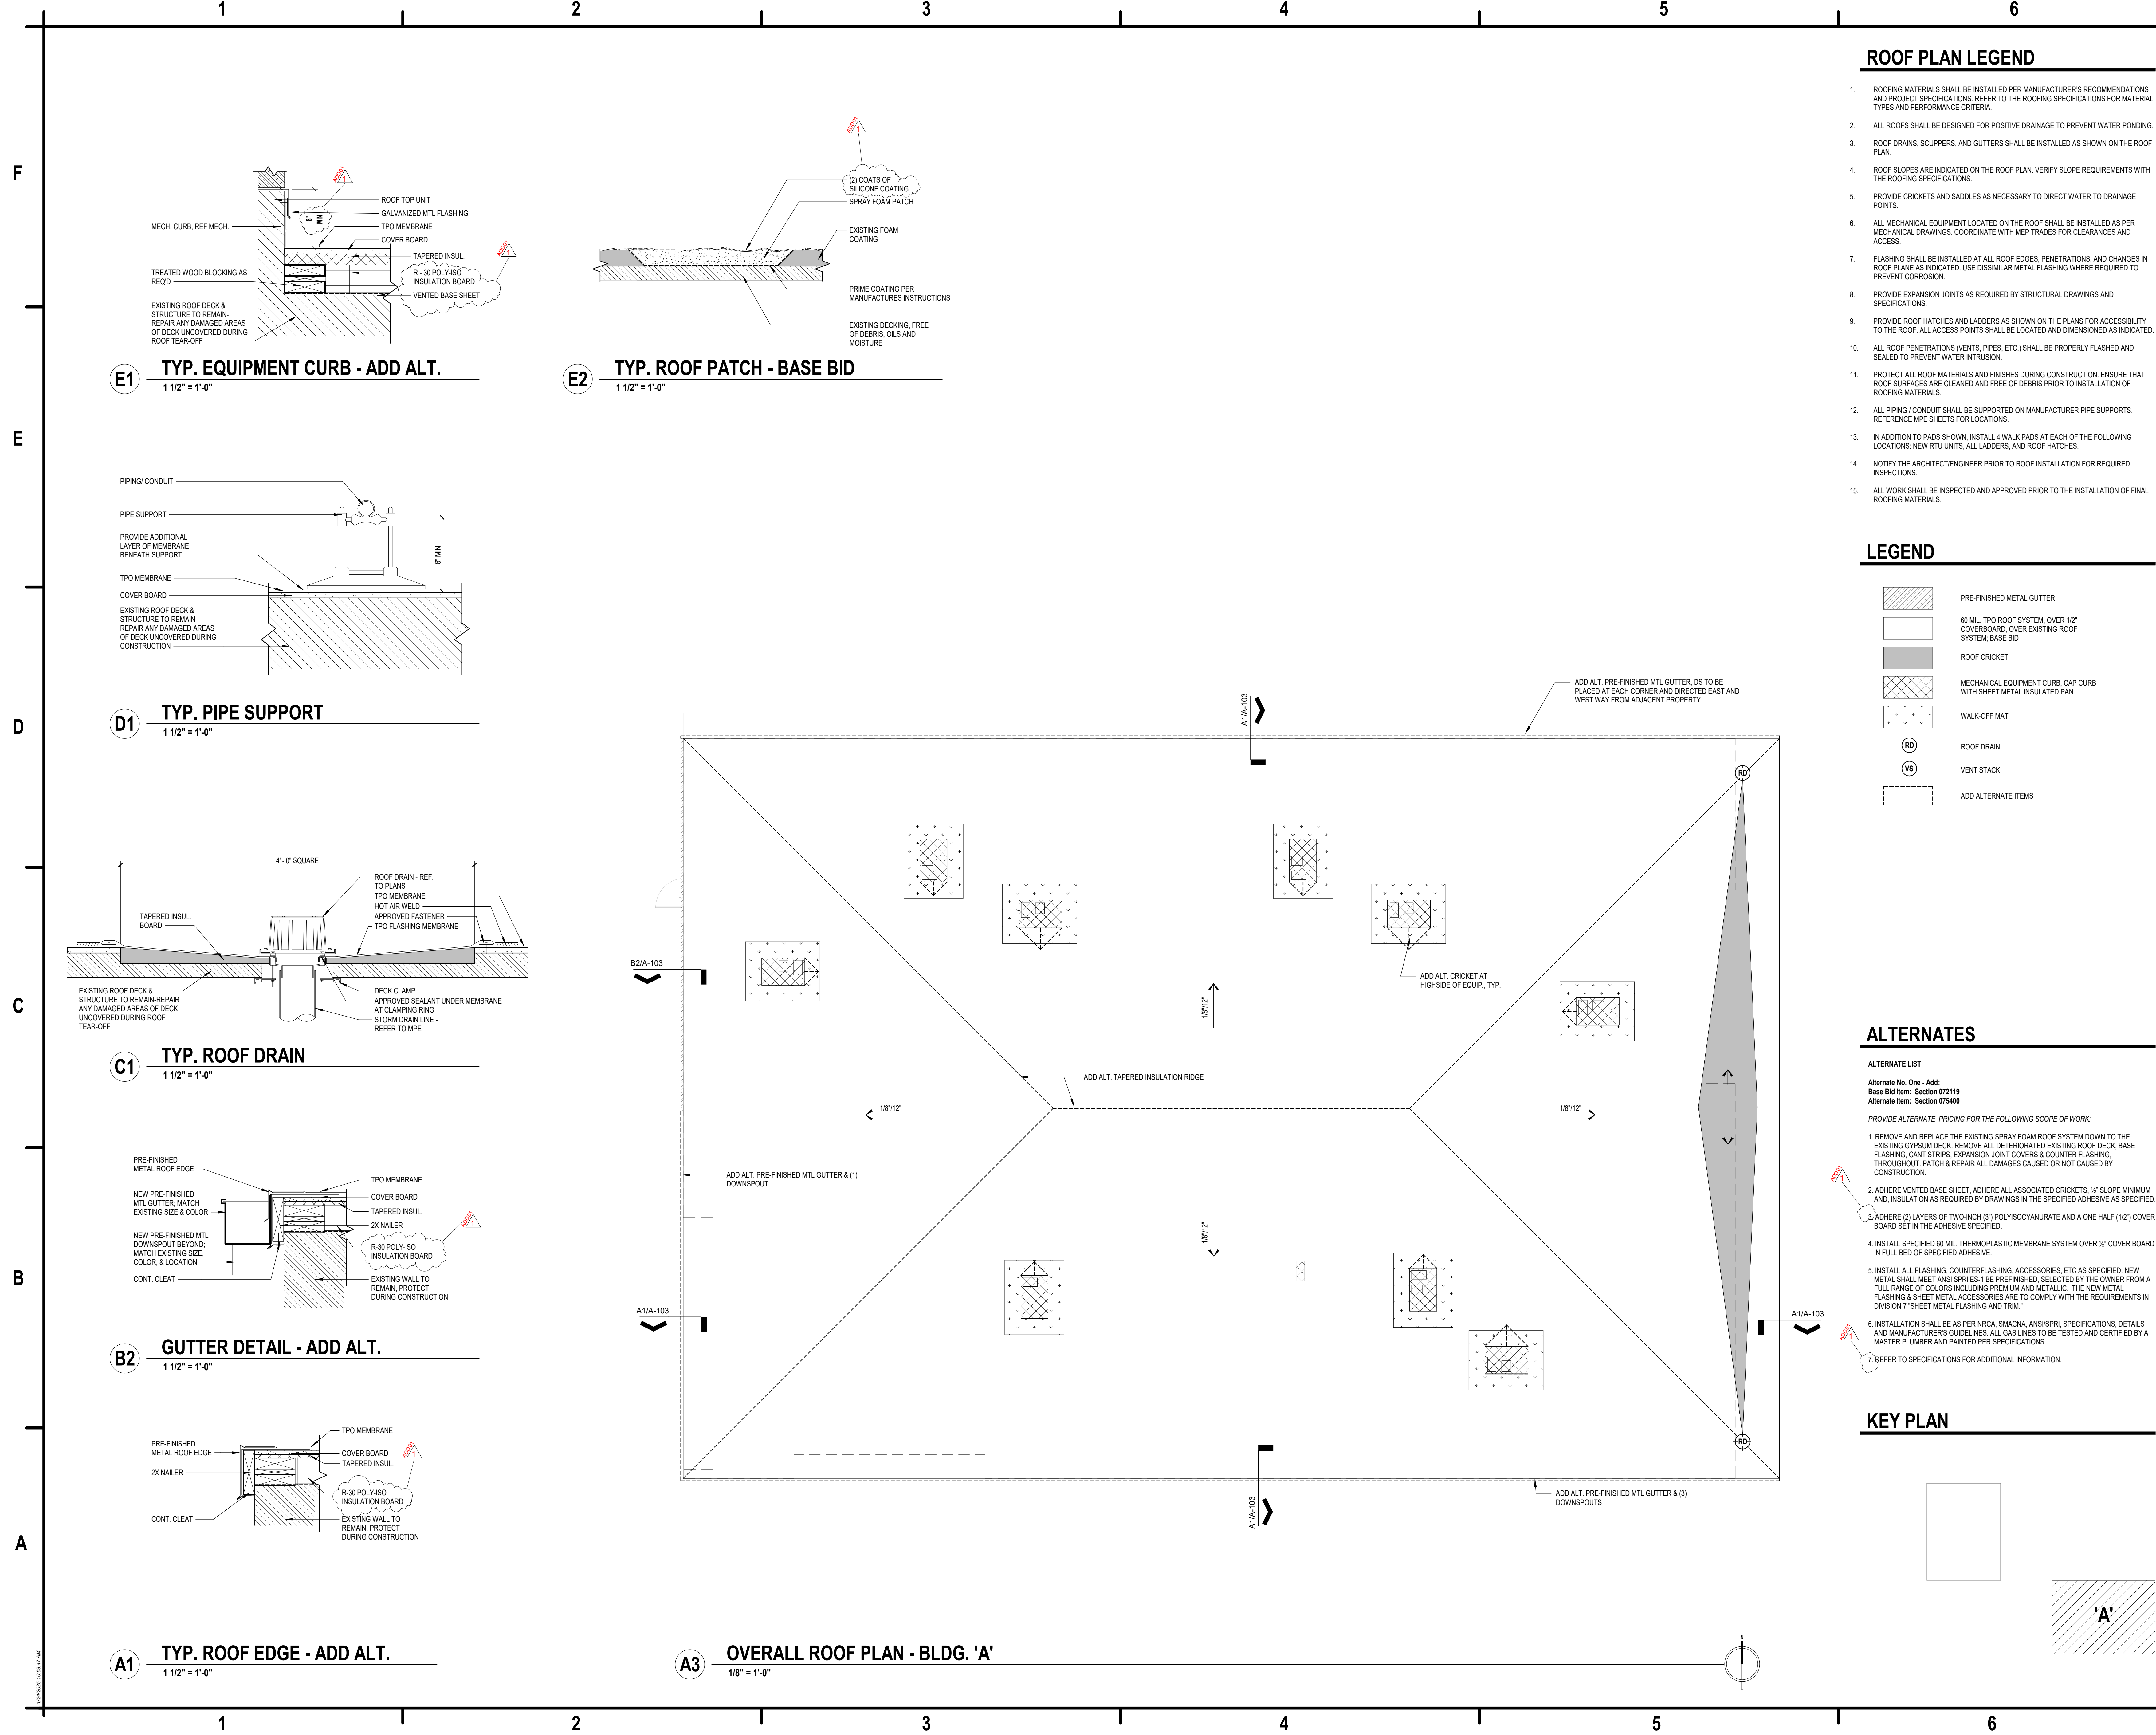 1 2 3 4 5 6
F
E
D
C
B
A
ADD01
1
ROOF TOP UNIT
GALVANIZED MTL FLASHING
8" MIN.
MECH. CURB, REF MECH.
TPO MEMBRANE
COVER BOARD
ADD01
1
TAPERED INSUL.
TREATED WOOD BLOCKING AS
REQ'D
R - 30 POLY-ISO
INSULATION BOARD
VENTED BASE SHEET
EXISTING ROOF DECK &
STRUCTURE TO REMAIN-
REPAIR ANY DAMAGED AREAS
OF DECK UNCOVERED DURING
ROOF TEAR-OFF
E1
TYP. EQUIPMENT CURB - ADD ALT.
1 1/2" = 1'-0"
ADD01
1
(2) COATS OF
SILICONE COATING
SPRAY FOAM PATCH
EXISTING FOAM
COATING
PRIME COATING PER
MANUFACTURES INSTRUCTIONS
EXISTING DECKING, FREE
OF DEBRIS, OILS AND
MOISTURE
E2
TYP. ROOF PATCH - BASE BID
1 1/2" = 1'-0"
PIPING/ CONDUIT
PIPE SUPPORT
PROVIDE ADDITIONAL
LAYER OF MEMBRANE
BENEATH SUPPORT
6" MIN.
TPO MEMBRANE
COVER BOARD
EXISTING ROOF DECK &
STRUCTURE TO REMAIN-
REPAIR ANY DAMAGED AREAS
OF DECK UNCOVERED DURING
CONSTRUCTION
D1
TYP. PIPE SUPPORT
1 1/2" = 1'-0"
4' - 0" SQUARE
ROOF DRAIN - REF.
TO PLANS
TPO MEMBRANE
HOT AIR WELD
APPROVED FASTENER
TPO FLASHING MEMBRANE
TAPERED INSUL.
BOARD
EXISTING ROOF DECK &
STRUCTURE TO REMAIN-REPAIR
ANY DAMAGED AREAS OF DECK
UNCOVERED DURING ROOF
TEAR-OFF
DECK CLAMP
APPROVED SEALANT UNDER MEMBRANE
AT CLAMPING RING
STORM DRAIN LINE -
REFER TO MPE
C1
TYP. ROOF DRAIN
1 1/2" = 1'-0"
PRE-FINISHED
METAL ROOF EDGE
NEW PRE-FINISHED
MTL GUTTER; MATCH
EXISTING SIZE & COLOR
NEW PRE-FINISHED MTL
DOWNSPOUT BEYOND;
MATCH EXISTING SIZE,
COLOR, & LOCATION
CONT. CLEAT
TPO MEMBRANE
COVER BOARD
TAPERED INSUL.
2X NAILER
ADD01
1
R-30 POLY-ISO
INSULATION BOARD
EXISTING WALL TO
REMAIN, PROTECT
DURING CONSTRUCTION
B2
GUTTER DETAIL - ADD ALT.
1 1/2" = 1'-0"
PRE-FINISHED
METAL ROOF EDGE
2X NAILER
CONT. CLEAT
TPO MEMBRANE
COVER BOARD
TAPERED INSUL.
ADD01
1
R-30 POLY-ISO
INSULATION BOARD
EXISTING WALL TO
REMAIN, PROTECT
DURING CONSTRUCTION
A1
TYP. ROOF EDGE - ADD ALT.
1 1/2" = 1'-0"
ADD ALT. PRE-FINISHED MTL GUTTER, DS TO BE
PLACED AT EACH CORNER AND DIRECTED EAST AND
WEST WAY FROM ADJACENT PROPERTY.
A1/A-103
RD
B2/A-103
ADD ALT. CRICKET AT
HIGHSIDE OF EQUIP., TYP.
1/8"/12"
ADD ALT. TAPERED INSULATION RIDGE
1/8"/12"
1/8"/12"
ADD ALT. PRE-FINISHED MTL GUTTER & (1)
DOWNSPOUT
1/8"/12"
A1/A-103
A1/A-103
RD
ADD ALT. PRE-FINISHED MTL GUTTER & (3)
DOWNSPOUTS
A1/A-103
A3
OVERALL ROOF PLAN - BLDG. 'A'
1/8" = 1'-0"
N
ROOF PLAN LEGEND
1. ROOFING MATERIALS SHALL BE INSTALLED PER MANUFACTURER'S RECOMMENDATIONS
AND PROJECT SPECIFICATIONS. REFER TO THE ROOFING SPECIFICATIONS FOR MATERIAL
TYPES AND PERFORMANCE CRITERIA.
2. ALL ROOFS SHALL BE DESIGNED FOR POSITIVE DRAINAGE TO PREVENT WATER PONDING.
3. ROOF DRAINS, SCUPPERS, AND GUTTERS SHALL BE INSTALLED AS SHOWN ON THE ROOF
PLAN.
4. ROOF SLOPES ARE INDICATED ON THE ROOF PLAN. VERIFY SLOPE REQUIREMENTS WITH
THE ROOFING SPECIFICATIONS.
5. PROVIDE CRICKETS AND SADDLES AS NECESSARY TO DIRECT WATER TO DRAINAGE
POINTS.
6. ALL MECHANICAL EQUIPMENT LOCATED ON THE ROOF SHALL BE INSTALLED AS PER
MECHANICAL DRAWINGS. COORDINATE WITH MEP TRADES FOR CLEARANCES AND
ACCESS.
7. FLASHING SHALL BE INSTALLED AT ALL ROOF EDGES, PENETRATIONS, AND CHANGES IN
ROOF PLANE AS INDICATED. USE DISSIMILAR METAL FLASHING WHERE REQUIRED TO
PREVENT CORROSION.
8. PROVIDE EXPANSION JOINTS AS REQUIRED BY STRUCTURAL DRAWINGS AND
SPECIFICATIONS.
9. PROVIDE ROOF HATCHES AND LADDERS AS SHOWN ON THE PLANS FOR ACCESSIBILITY
TO THE ROOF. ALL ACCESS POINTS SHALL BE LOCATED AND DIMENSIONED AS INDICATED.
10. ALL ROOF PENETRATIONS (VENTS, PIPES, ETC.) SHALL BE PROPERLY FLASHED AND
SEALED TO PREVENT WATER INTRUSION.
11. PROTECT ALL ROOF MATERIALS AND FINISHES DURING CONSTRUCTION. ENSURE THAT
ROOF SURFACES ARE CLEANED AND FREE OF DEBRIS PRIOR TO INSTALLATION OF
ROOFING MATERIALS.
12. ALL PIPING / CONDUIT SHALL BE SUPPORTED ON MANUFACTURER PIPE SUPPORTS.
REFERENCE MPE SHEETS FOR LOCATIONS.
13. IN ADDITION TO PADS SHOWN, INSTALL 4 WALK PADS AT EACH OF THE FOLLOWING
LOCATIONS: NEW RTU UNITS, ALL LADDERS, AND ROOF HATCHES.
14. NOTIFY THE ARCHITECT/ENGINEER PRIOR TO ROOF INSTALLATION FOR REQUIRED
INSPECTIONS.
15. ALL WORK SHALL BE INSPECTED AND APPROVED PRIOR TO THE INSTALLATION OF FINAL
ROOFING MATERIALS.
LEGEND
PRE-FINISHED METAL GUTTER
60 MIL. TPO ROOF SYSTEM, OVER 1/2"
COVERBOARD, OVER EXISTING ROOF
SYSTEM; BASE BID
ROOF CRICKET
MECHANICAL EQUIPMENT CURB, CAP CURB
WITH SHEET METAL INSULATED PAN
WALK-OFF MAT
RD ROOF DRAIN
VS VENT STACK
ADD ALTERNATE ITEMS
ALTERNATES
ALTERNATE LIST
Alternate No. One - Add:
Base Bid Item: Section 072119
Alternate Item: Section 075400
PROVIDE ALTERNATE PRICING FOR THE FOLLOWING SCOPE OF WORK:
1. REMOVE AND REPLACE THE EXISTING SPRAY FOAM ROOF SYSTEM DOWN TO THE
EXISTING GYPSUM DECK. REMOVE ALL DETERIORATED EXISTING ROOF DECK, BASE
FLASHING, CANT STRIPS, EXPANSION JOINT COVERS & COUNTER FLASHING,
THROUGHOUT. PATCH & REPAIR ALL DAMAGES CAUSED OR NOT CAUSED BY
CONSTRUCTION.
ADD01
1
2. ADHERE VENTED BASE SHEET, ADHERE ALL ASSOCIATED CRICKETS, ½" SLOPE MINIMUM
AND, INSULATION AS REQUIRED BY DRAWINGS IN THE SPECIFIED ADHESIVE AS SPECIFIED.
3. ADHERE (2) LAYERS OF TWO-INCH (3") POLYISOCYANURATE AND A ONE HALF (1/2") COVER
BOARD SET IN THE ADHESIVE SPECIFIED.
4. INSTALL SPECIFIED 60 MIL. THERMOPLASTIC MEMBRANE SYSTEM OVER ½" COVER BOARD
IN FULL BED OF SPECIFIED ADHESIVE.
5. INSTALL ALL FLASHING, COUNTERFLASHING, ACCESSORIES, ETC AS SPECIFIED. NEW
METAL SHALL MEET ANSI SPRI ES-1 BE PREFINISHED, SELECTED BY THE OWNER FROM A
FULL RANGE OF COLORS INCLUDING PREMIUM AND METALLIC. THE NEW METAL
FLASHING & SHEET METAL ACCESSORIES ARE TO COMPLY WITH THE REQUIREMENTS IN
DIVISION 7 "SHEET METAL FLASHING AND TRIM."
ADD01
1
6. INSTALLATION SHALL BE AS PER NRCA, SMACNA, ANSI/SPRI, SPECIFICATIONS, DETAILS
AND MANUFACTURER'S GUIDELINES. ALL GAS LINES TO BE TESTED AND CERTIFIED BY A
MASTER PLUMBER AND PAINTED PER SPECIFICATIONS.
7. REFER TO SPECIFICATIONS FOR ADDITIONAL INFORMATION.
KEY PLAN
'A'
1/24/2025 10:59:47 AM
1 2 3 4 5 6